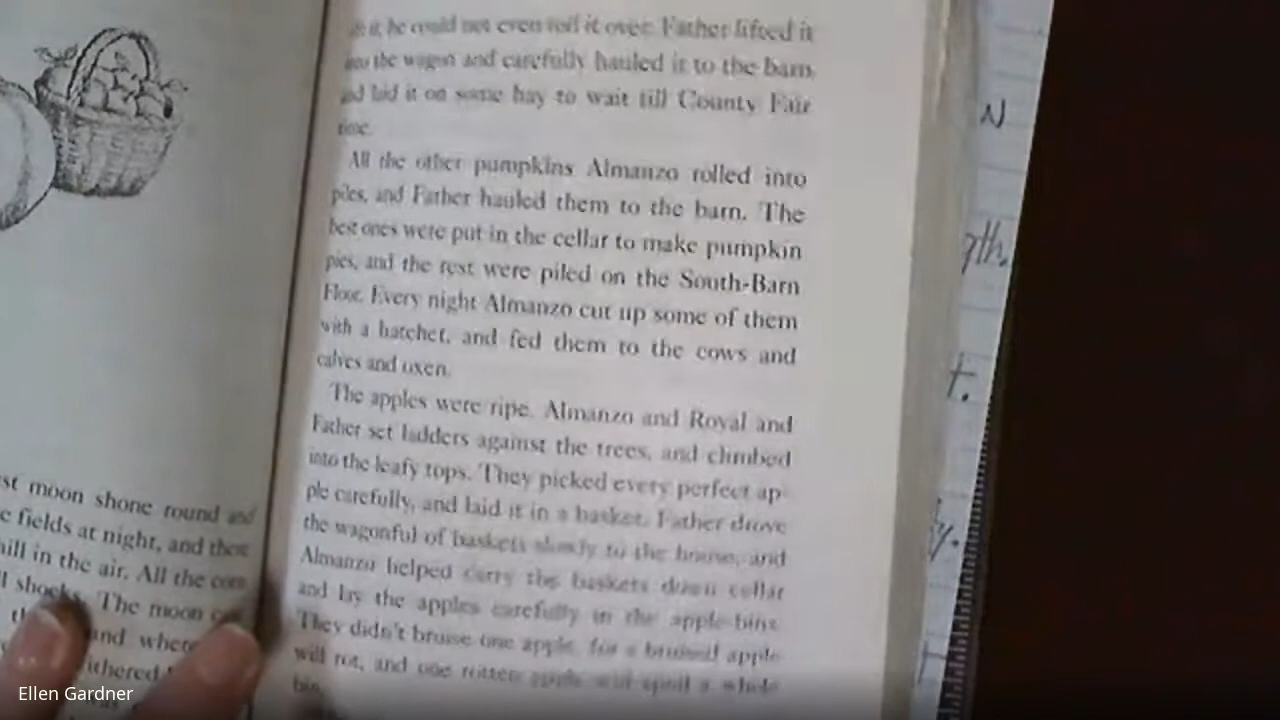 it, he could not even roll it over. Father lifted it
into the wagon and carefully hauled it to the barn,
and laid it on some hay to wait till County Fair
time.
All the other pumpkins Almanzo rolled into
piles, and Father hauled them to the barn. The
best ones were put in the cellar to make pumpkin
pies, and the rest were piled on the South-Barn
Floor. Every night Almanzo cut up some of them
with a hatchet, and fed them to the cows and
calves and oxen.
The apples were ripe. Almanzo and Royal and
Father set ladders against the trees, and climbed
into the leafy tops. They picked every perfect ap-
ple carefully, and laid it in a basket. Father drove
the wagonful of baskets slowly to the house, and
Almanzo helped carry the baskets down cellar
and lay the apples carefully in the apple-bins.
They didn't bruise one apple, for a bruised apple
will rot, and one rotten apple will spoil a whole
bin.
st moon shone round and
e fields at night, and there
hill in the air. All the corn
l shocks. The moon
and where
ithered
N
gth.
t.
y.
Ellen Gardner